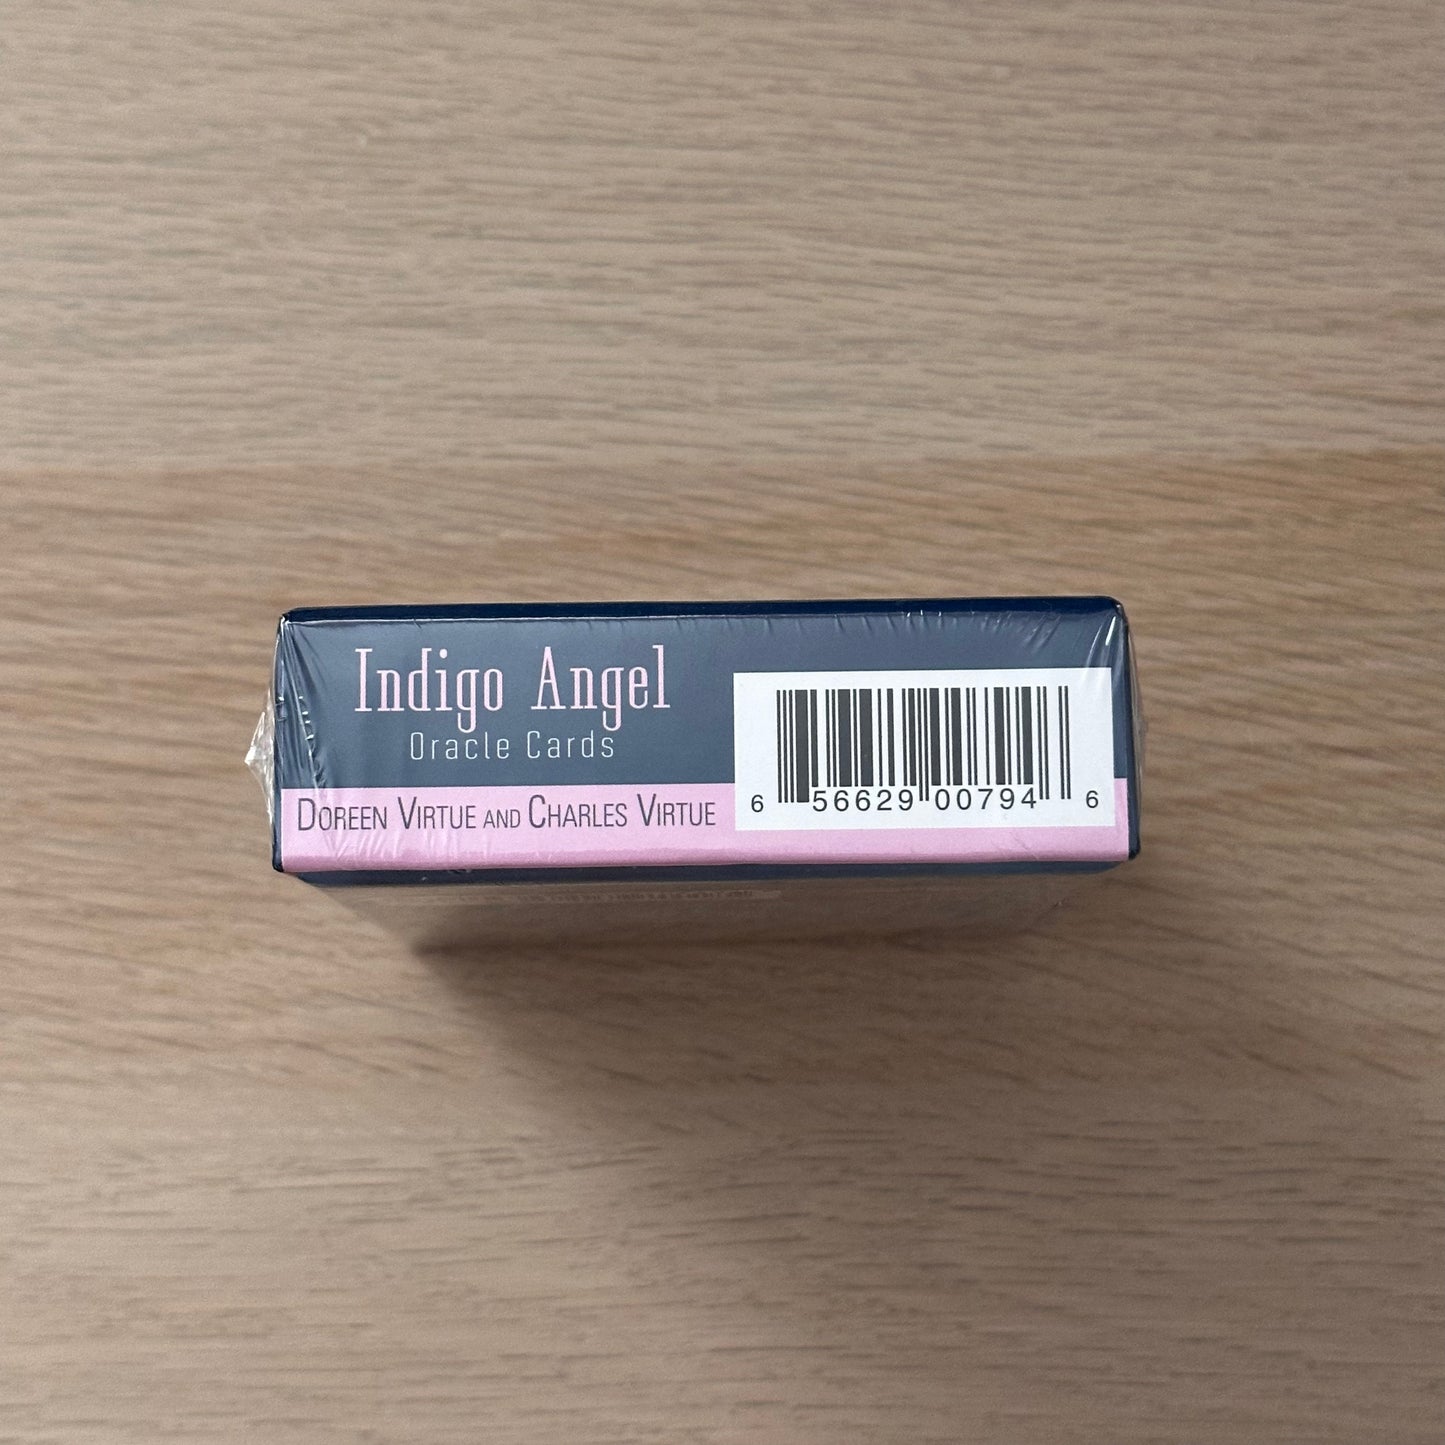 Indigo Angel
Oracle Cards
DOREEN VIRTUE AND CHARLES VIRTUE
6 56629 00794 6